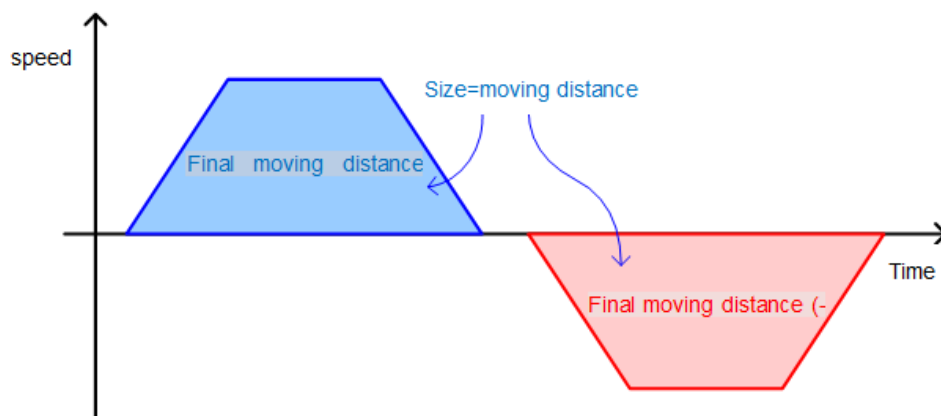 speed
Size=moving distance
Final moving distance
Time
Final moving distance (-